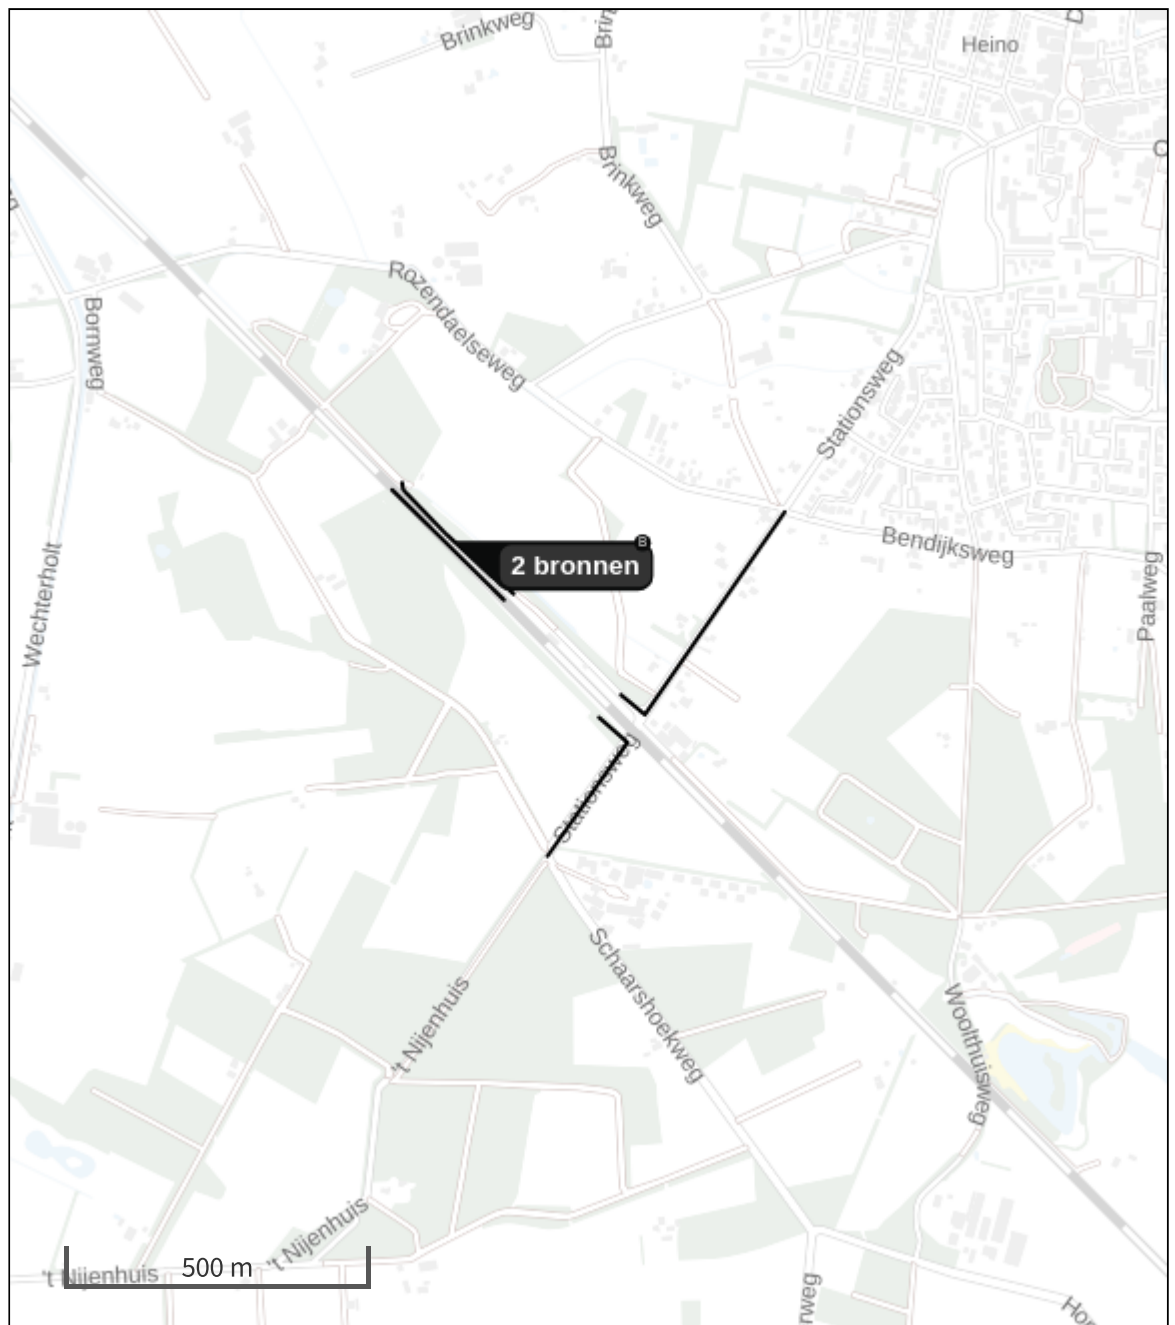 Brinkweg
Heino
Brinkweg
Rozendaelseweg
Bornweg
Stationsweg
B
2 bronnen
Bendijksweg
Wechterholt
Paalweg
Stationsweg
Schaarshoekweg
't Nijenhuis
Woolthuisweg
't Nijenhuis
500 m
't Nijenhuis